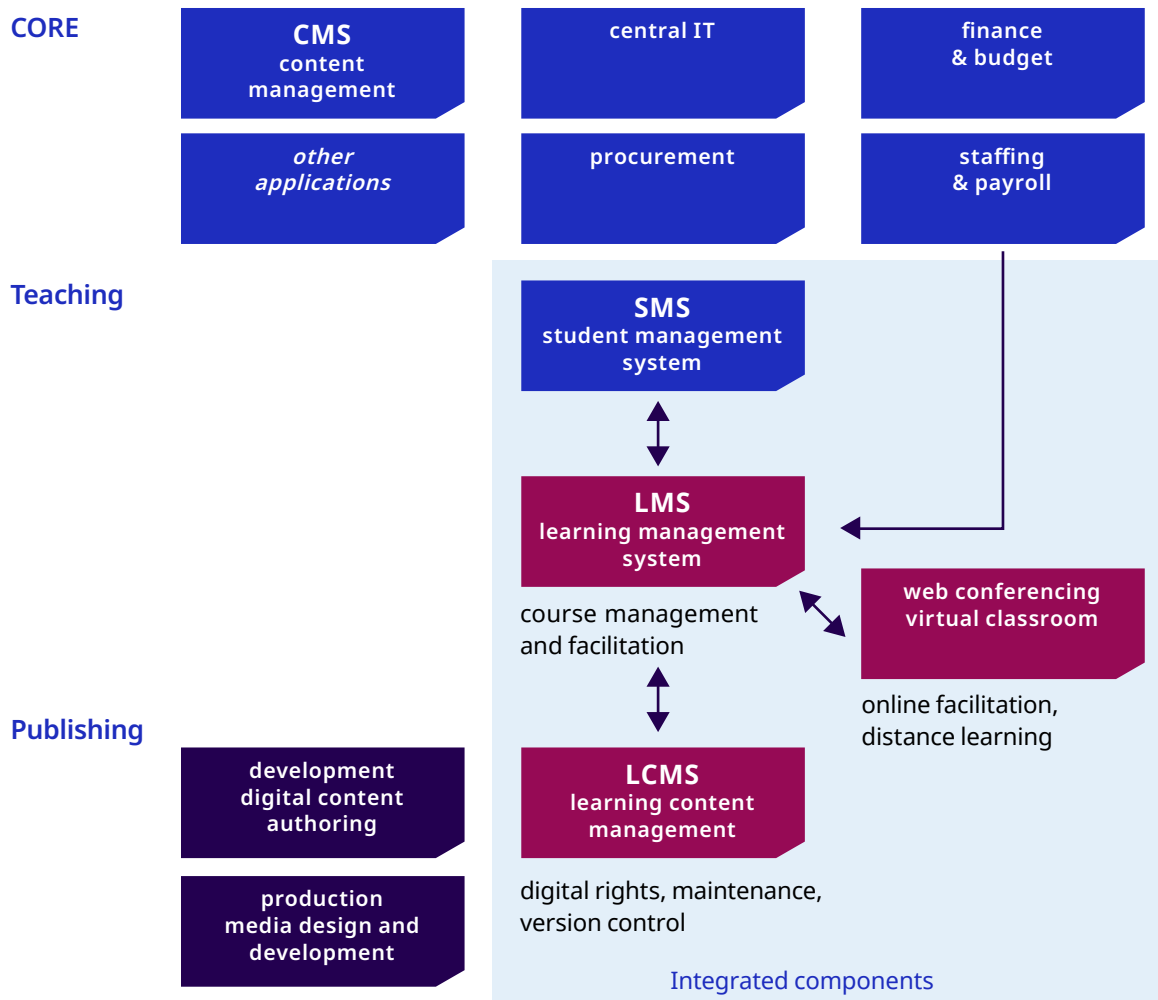 CORE
CMS
content
management
central IT
finance
& budget
other
applications
procurement
staffing
& payroll
Teaching
SMS
student management
system
LMS
learning management
system
course management
and facilitation
web conferencing
virtual classroom
online facilitation,
distance learning
Publishing
development
digital content
authoring
LCMS
learning content
management
digital rights, maintenance,
version control
production
media design and
development
Integrated components